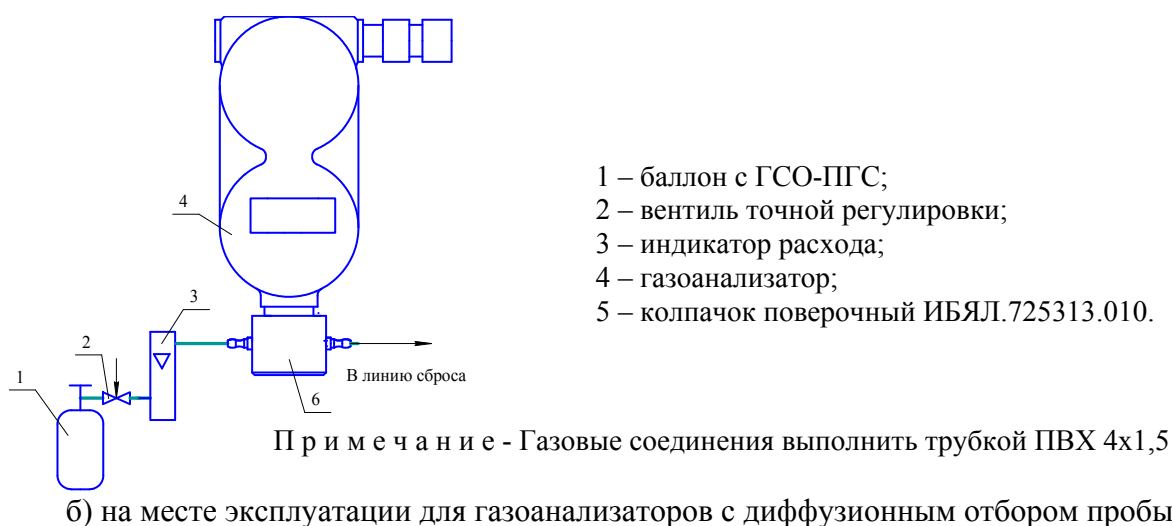 1 – баллон с ГСО-ПГС;
2 – вентиль точной регулировки;
3 – индикатор расхода;
4 – газоанализатор;
5 – колпачок поверочный ИБЯЛ.725313.010.
4
3
2
1
В линию сброса
6
П р и м е ч а н и е - Газовые соединения выполнить трубкой ПВХ 4х1,5
б) на месте эксплуатации для газоанализаторов с диффузионным отбором пробы